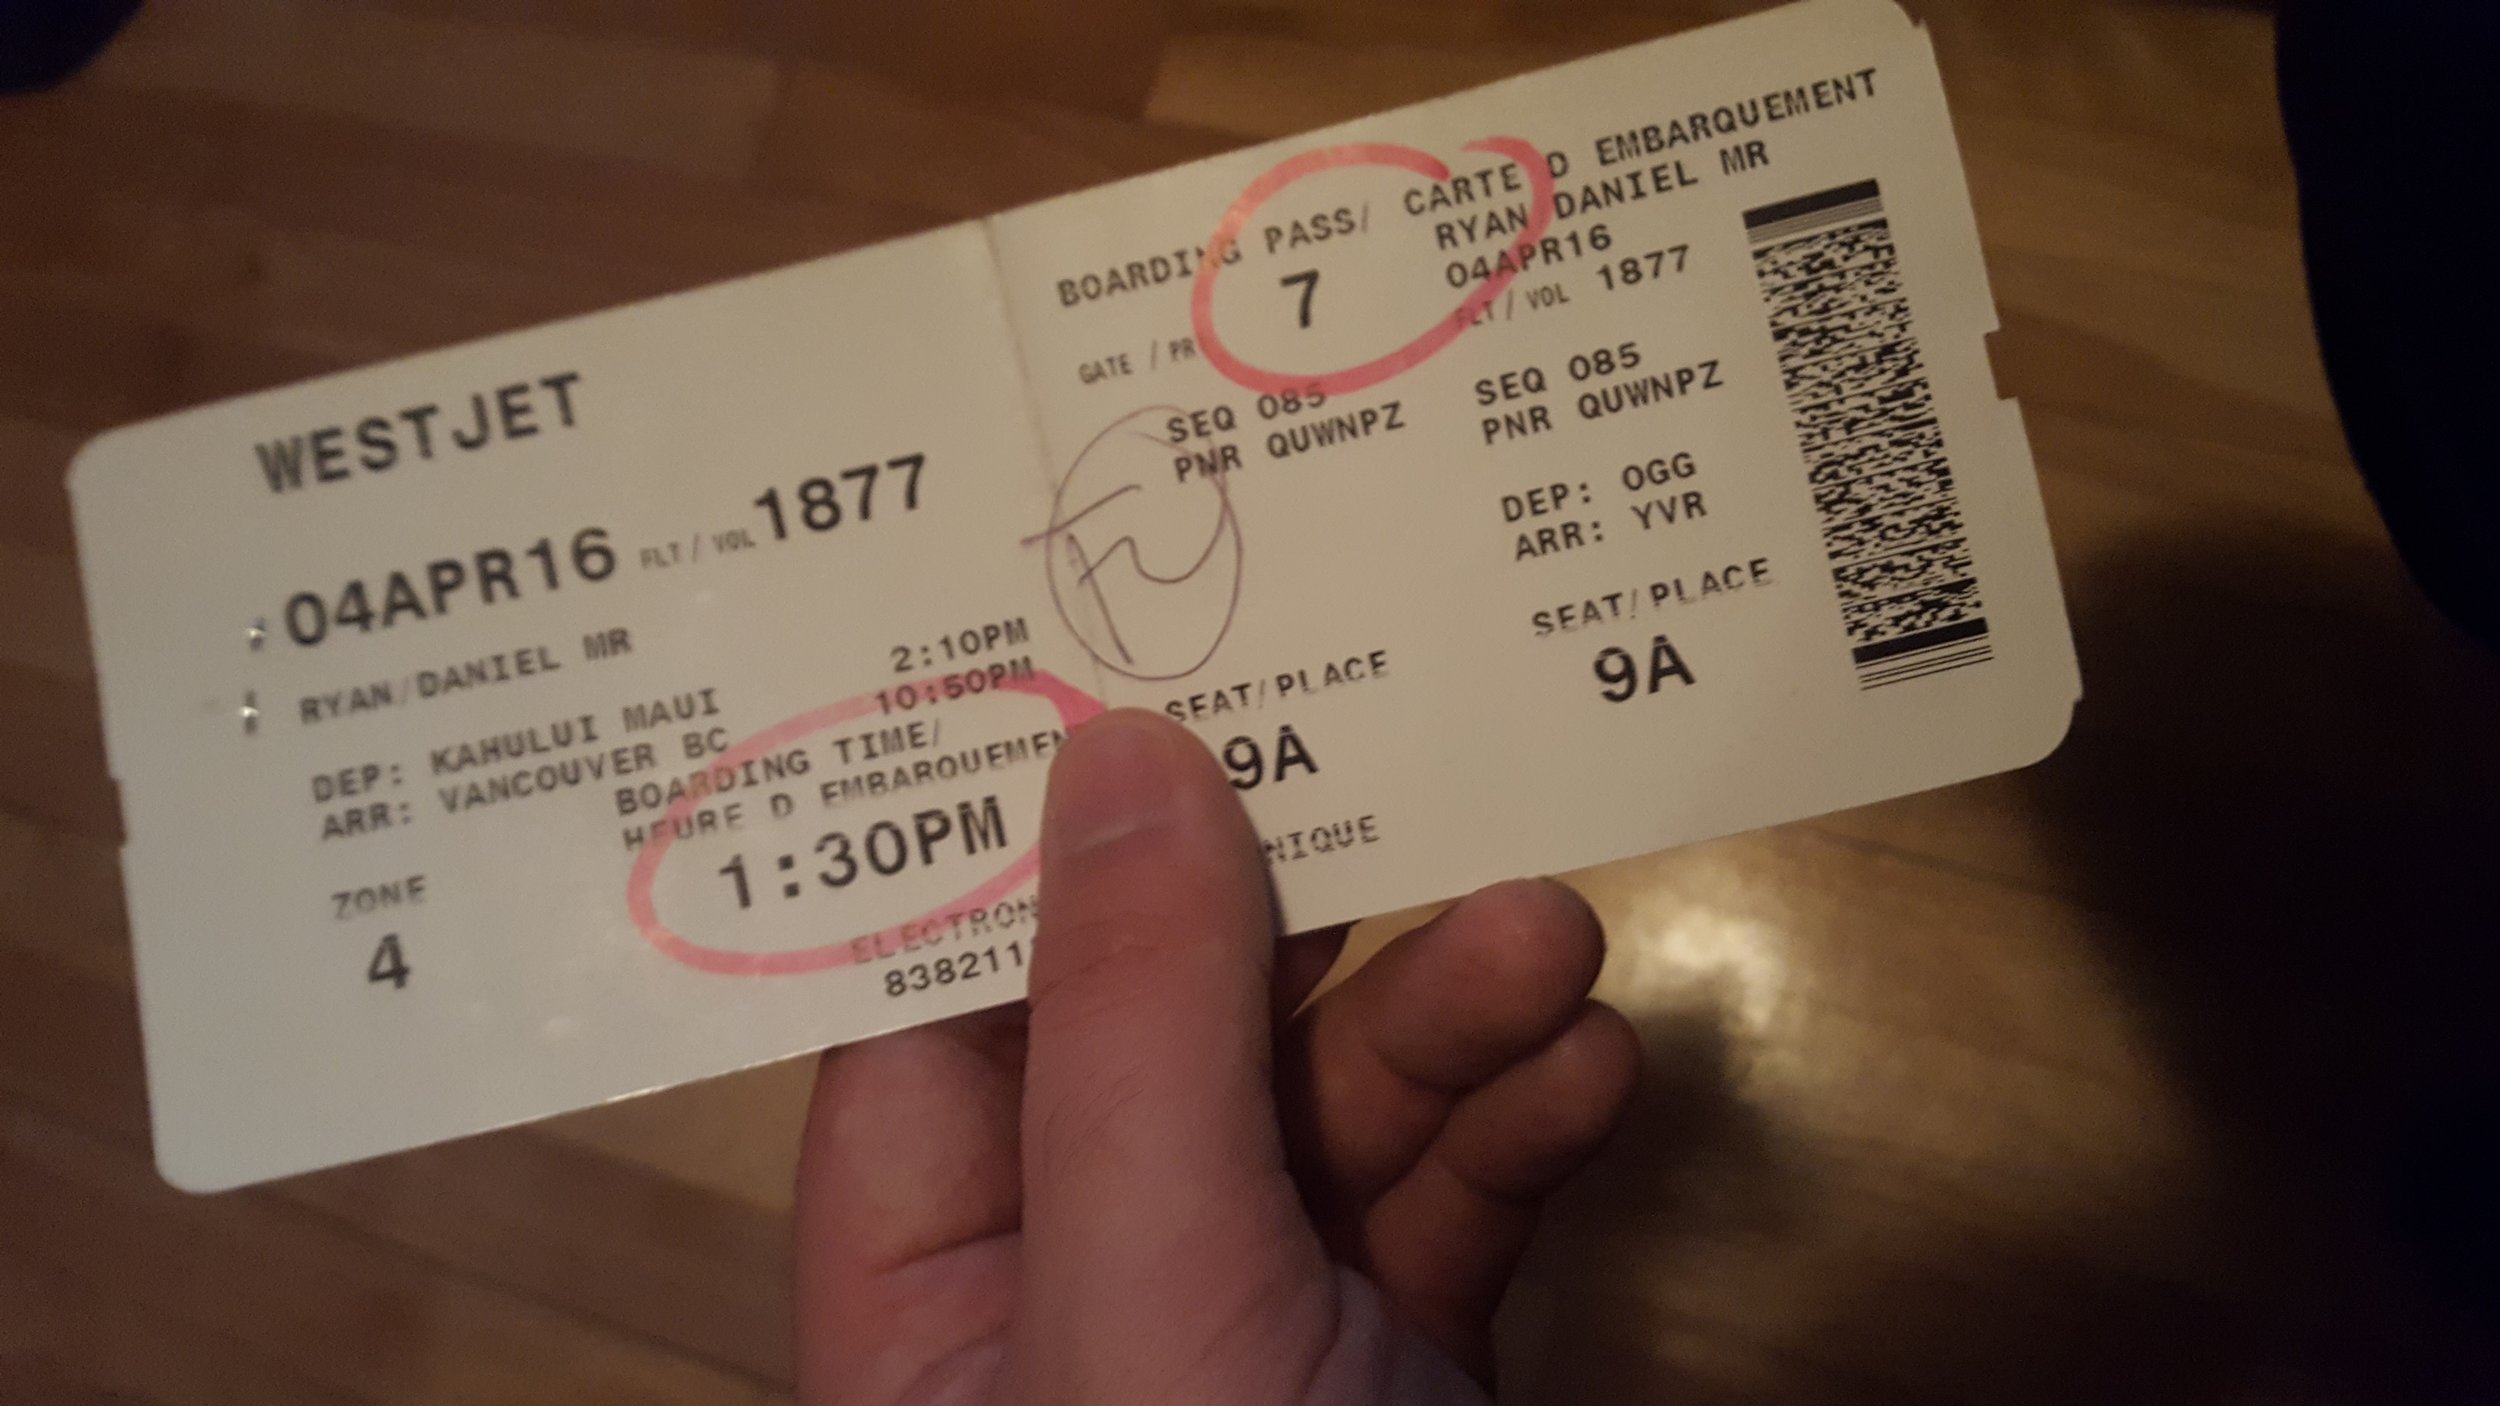 WESTJET
04APR16 FLT/VOL 1877
RYAN/DANIEL MR
DEP: KAHULUI MAUI 2:10PM
ARR: VANCOUVER BC 10:50PM
BOARDING TIME/
HEURE D EMBARQUEMEN
ZONE
4
1:30PM
ELECTRON
838211
BOARDING PASS/ CARTE D EMBARQUEMENT
RYAN DANIEL MR
7
04APR16
GATE / PR
FLT/VOL 1877
SEQ 085
PNR QUWNPZ
SEAT/PLACE
9A
NIQUE
SEQ 085
PNR QUWNPZ
DEP: OGG
ARR: YVR
SEAT/PLACE
9A